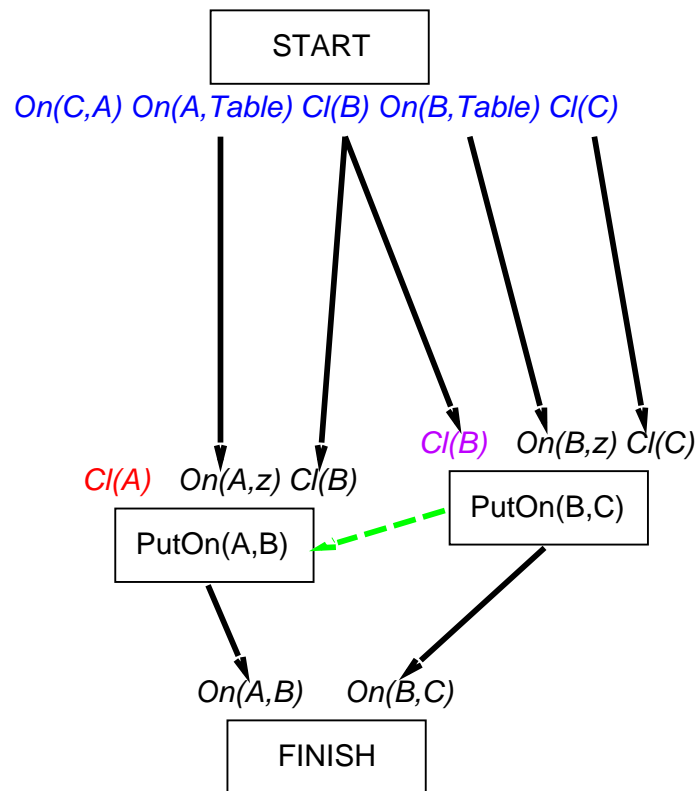 START
On(C,A) On(A,Table) Cl(B) On(B,Table) Cl(C)
Cl(B) On(B,z) Cl(C)
Cl(A) On(A,z) Cl(B)
PutOn(B,C)
PutOn(A,B)
On(A,B) On(B,C)
FINISH